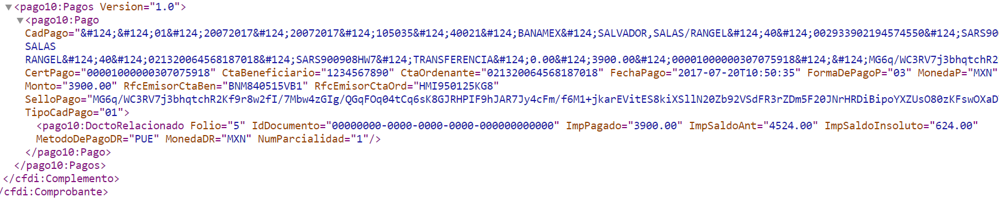 <pago10:Pagos Version="1.0">
<pago10:Pago
CadPago="&#124;&#124;01&#124;20072017&#124;20072017&#124;105035&#124;40021&#124;BANAMEX&#124;SALVADOR,SALAS/RANGEL&#124;40&#124;002933902194574550&#124;SARS90
SALAS
RANGEL&#124;40&#124;021320064568187018&#124;SARS900908HW7&#124;TRANSFERENCIA&#124;0.00&#124;3900.00&#124;00001000000307075918&#124;&#124;MG6q/WC3RV7j3bhqtchR2
CertPago="00001000000307075918" CtaBeneficiario="1234567890" CtaOrdenante="021320064568187018" FechaPago="2017-07-20T10:50:35" FormaDePagoP="03" MonedaP="MXN"
Monto="3900.00" RfcEmisorCtaBen="BNM840515VB1" RfcEmisorCtaOrd="HMI950125KG8"
SelloPago="MG6q/WC3RV7j3bhqtchR2Kf9r8w2fI/7Mbw4zGIg/QGqFOq04tCq6sK8GJRHPIF9hJAR7Jy4cFm/f6M1+jkarEVitES8kiXSllN20Zb92VSdFR3rZDm5F20JNrHRDiBipoYXZUsO80zKFswOXaD
TipoCadPago="01">
<pago10:DoctoRelacionado Folio="5" IdDocumento="00000000-0000-0000-0000-000000000000" ImpPagado="3900.00" ImpSaldoAnt="4524.00" ImpSaldoInsoluto="624.00"
MetodoDePagoDR="PUE" MonedaDR="MXN" NumParcialidad="1"/>
</pago10:Pago>
</pago10:Pagos>
</cfdi:Complemento>
/cfdi:Comprobante>